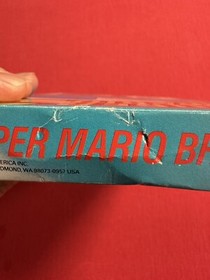 PER MARIO BR
ERICA INC.
DMOND, WA 98073-0957 USA